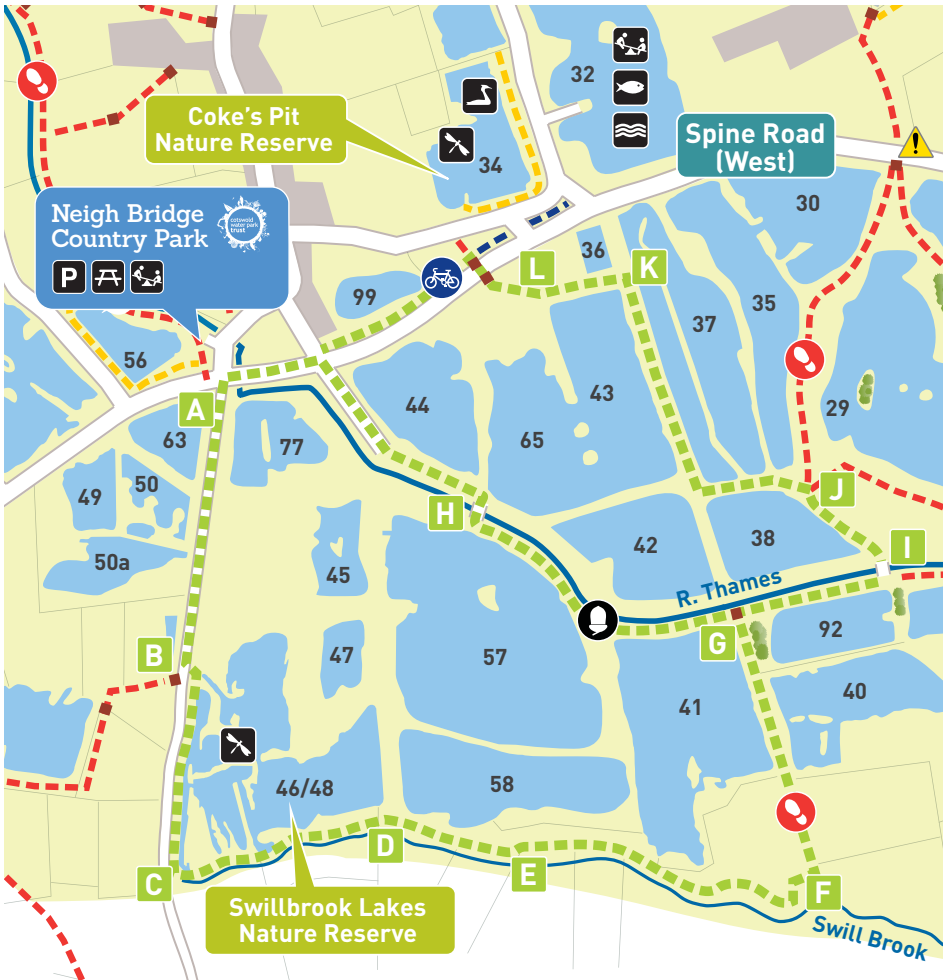 32
Coke's Pit
Nature Reserve
34
Spine Road
(West)
!
30
Neigh Bridge
Country Park
cotswold
water park
trust
P
36
L
K
99
37
35
56
43
29
A
44
65
63
77
49
50
J
H
42
38
I
50a
45
R. Thames
B
47
57
G
92
41
40
46/48
58
C
D
E
F
Swillbrook Lakes
Nature Reserve
Swill Brook